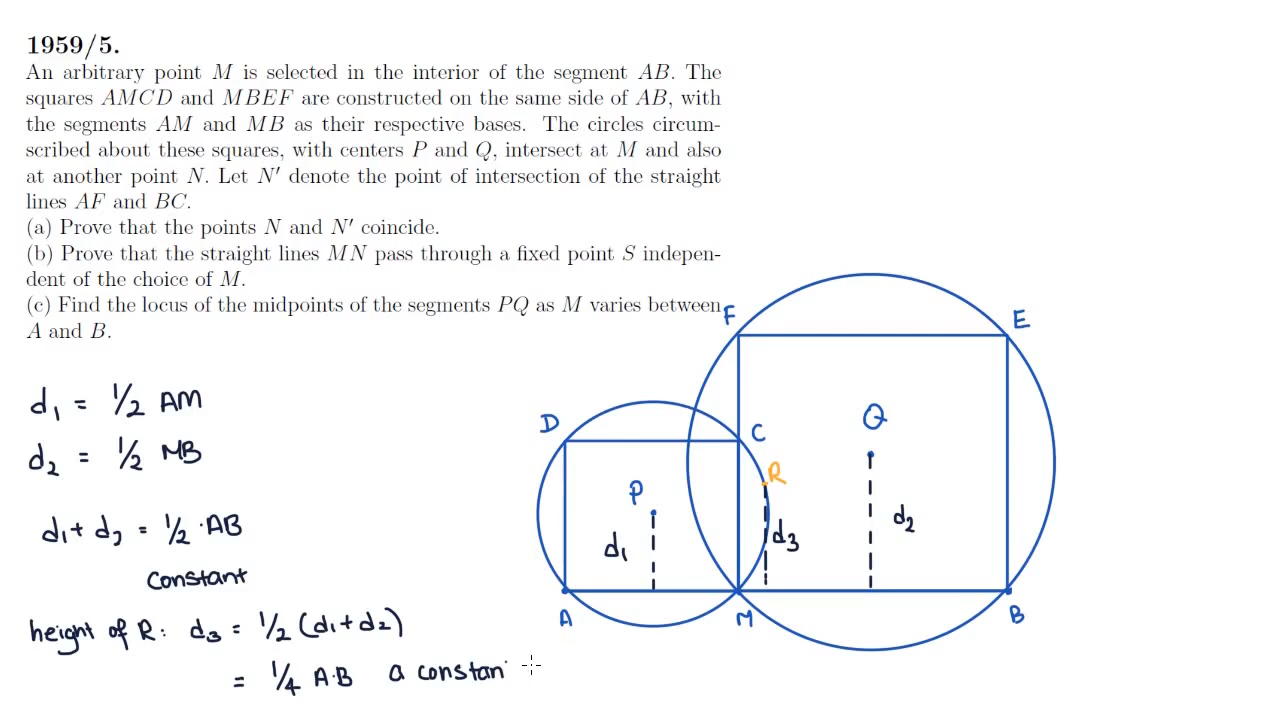 1959/5.
An arbitrary point M is selected in the interior of the segment AB. The
squares AMCD and MBEF are constructed on the same side of AB, with
the segments AM and MB as their respective bases. The circles circum-
scribed about these squares, with centers P and Q, intersect at M and also
at another point N. Let N′ denote the point of intersection of the straight
lines AF and BC.
(a) Prove that the points N and N′ coincide.
(b) Prove that the straight lines MN pass through a fixed point S indepen-
dent of the choice of M.
(c) Find the locus of the midpoints of the segments PQ as M varies between
A and B.
d₁ = ½ AM
d₂ = ½ MB
d₁ + d₂ = ½ · AB
constant
height of R: d₃ = ½ (d₁ + d₂)
= ¼ A·B a constan
F
E
D
C
Q
R
P
d₁
d₃
d₂
A
M
B